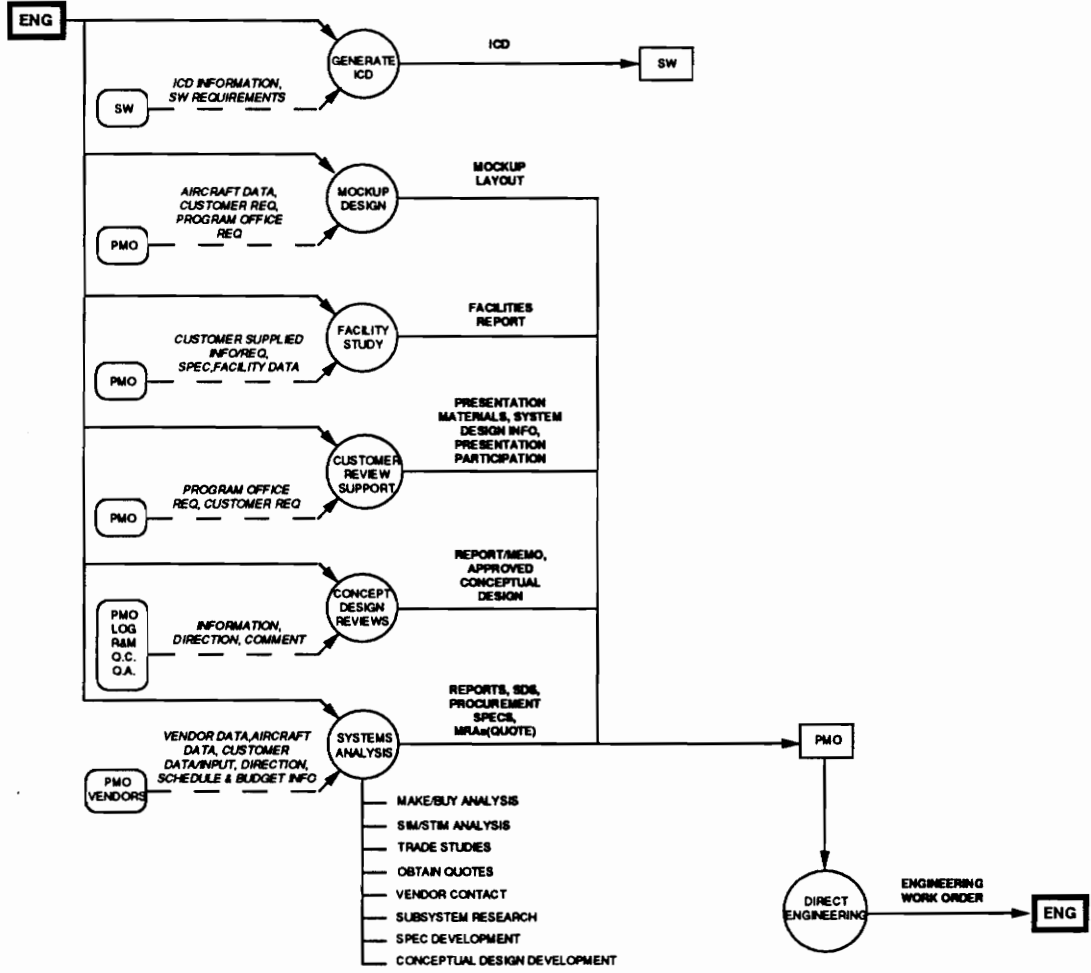 ENG
GENERATE
ICD
ICD
SW
ICD INFORMATION,
SW REQUIREMENTS
SW
MOCKUP
DESIGN
MOCKUP
LAYOUT
AIRCRAFT DATA,
CUSTOMER REQ,
PROGRAM OFFICE
REQ
PMO
FACILITY
STUDY
FACILITIES
REPORT
CUSTOMER SUPPLIED
INFO/REQ,
SPEC,FACILITY DATA
PMO
PRESENTATION
MATERIALS, SYSTEM
DESIGN INFO,
PRESENTATION
PARTICIPATION
CUSTOMER
REVIEW
SUPPORT
PROGRAM OFFICE
REQ, CUSTOMER REQ
PMO
REPORT/MEMO,
APPROVED
CONCEPTUAL
DESIGN
CONCEPT
DESIGN
REVIEWS
PMO
LOG
R&M
Q.C.
Q.A.
INFORMATION,
DIRECTION, COMMENT
REPORTS, SDS,
PROCUREMENT
SPECS,
MRAs(QUOTE)
SYSTEMS
ANALYSIS
VENDOR DATA,AIRCRAFT
DATA, CUSTOMER
DATA/INPUT, DIRECTION,
SCHEDULE & BUDGET INFO
PMO
VENDORS
PMO
MAKE/BUY ANALYSIS
SIM/STIM ANALYSIS
TRADE STUDIES
OBTAIN QUOTES
VENDOR CONTACT
SUBSYSTEM RESEARCH
SPEC DEVELOPMENT
CONCEPTUAL DESIGN DEVELOPMENT
DIRECT
ENGINEERING
ENGINEERING
WORK ORDER
ENG